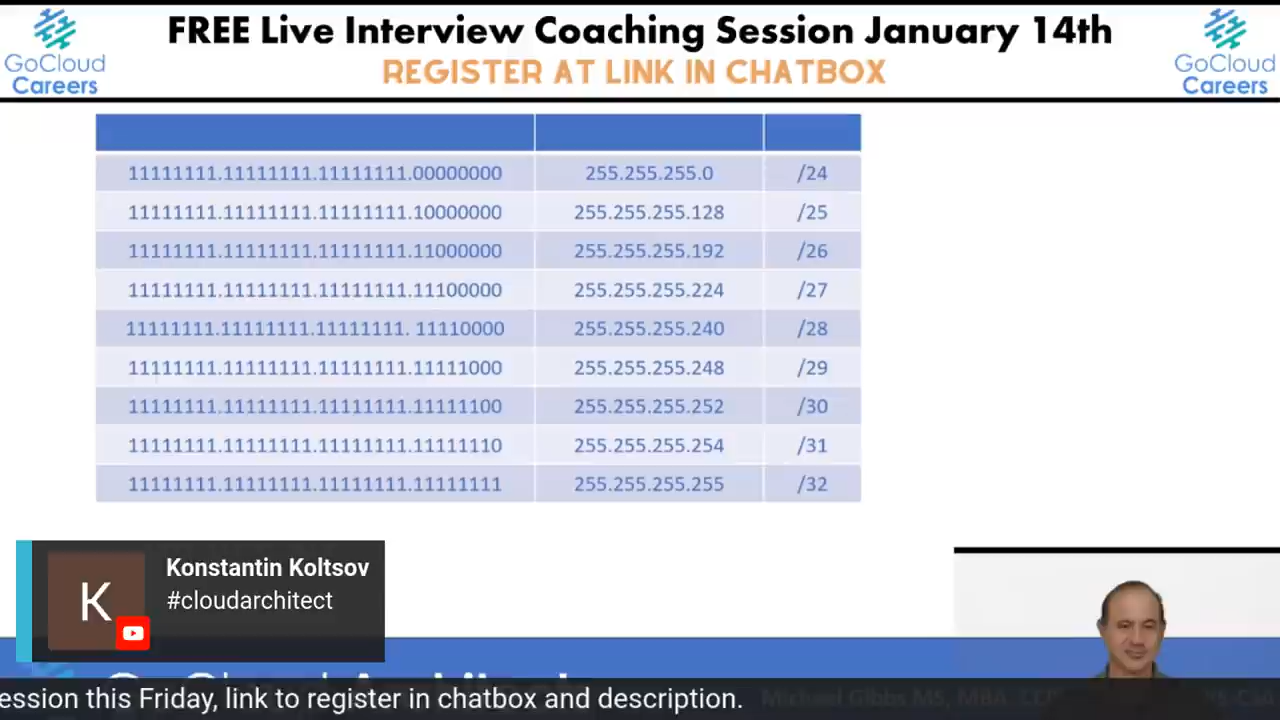 FREE Live Interview Coaching Session January 14th
REGISTER AT LINK IN CHATBOX
GoCloud
Careers
GoCloud
Careers
11111111.11111111.11111111.00000000 255.255.255.0 /24
11111111.11111111.11111111.10000000 255.255.255.128 /25
11111111.11111111.11111111.11000000 255.255.255.192 /26
11111111.11111111.11111111.11100000 255.255.255.224 /27
11111111.11111111.11111111. 11110000 255.255.255.240 /28
11111111.11111111.11111111.11111000 255.255.255.248 /29
11111111.11111111.11111111.11111100 255.255.255.252 /30
11111111.11111111.11111111.11111110 255.255.255.254 /31
11111111.11111111.11111111.11111111 255.255.255.255 /32
K
Konstantin Koltsov
#cloudarchitect
ession this Friday, link to register in chatbox and description.
Michael Gibbs MS, MBA,